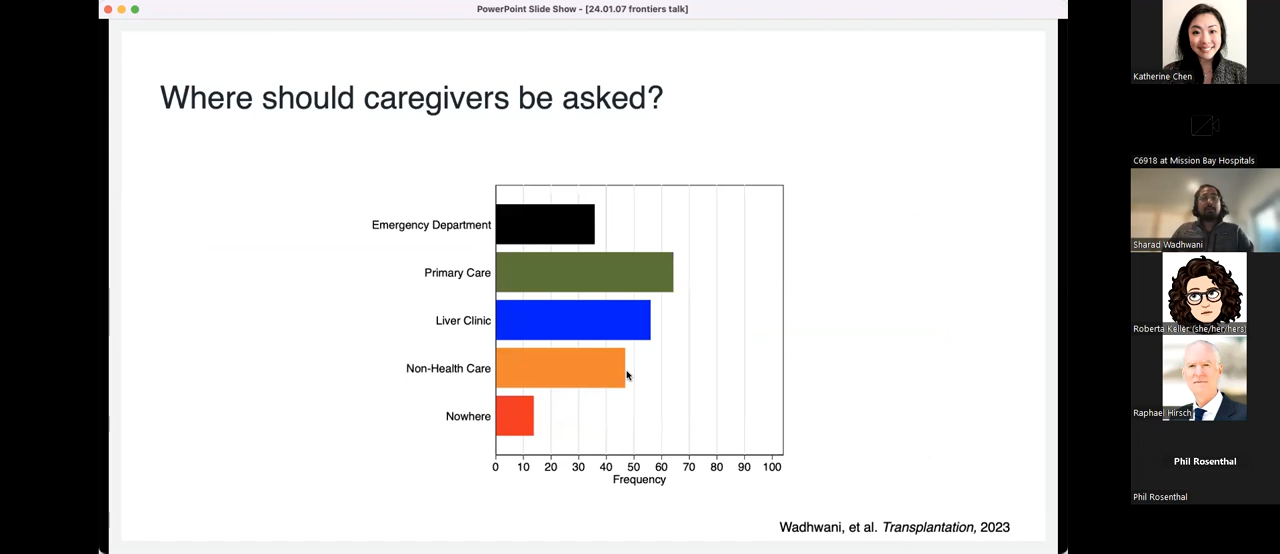 PowerPoint Slide Show - [24.01.07 frontiers talk]
Where should caregivers be asked?
Emergency Department
Primary Care
Liver Clinic
Non-Health Care
Nowhere
0 10 20 30 40 50 60 70 80 90 100
Frequency
Wadhwani, et al. Transplantation, 2023
Katherine Chen
C6918 at Mission Bay Hospitals
Sharad Wadhwani
Roberta Keller (she/her/hers)
Raphael Hirsch
Phil Rosenthal
Phil Rosenthal